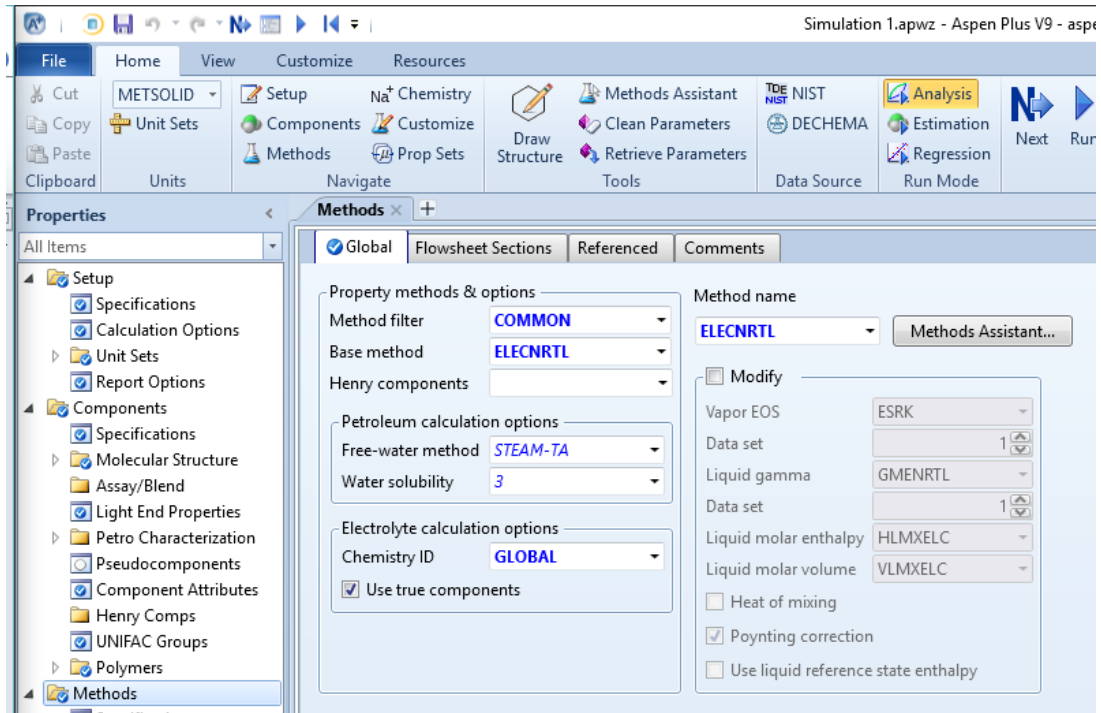 Simulation 1.apwz - Aspen Plus V9 - aspe
File Home View Customize Resources
Cut METSOLID Setup Na+ Chemistry Methods Assistant TDE NIST NIST Analysis
Copy Unit Sets Components Customize Draw Structure Clean Parameters DECHEMA Estimation Next Run
Paste Methods Prop Sets Retrieve Parameters Regression
Clipboard Units Navigate Tools Data Source Run Mode
Properties
All Items
Setup
Specifications
Calculation Options
Unit Sets
Report Options
Components
Specifications
Molecular Structure
Assay/Blend
Light End Properties
Petro Characterization
Pseudocomponents
Component Attributes
Henry Comps
UNIFAC Groups
Polymers
Methods
Methods
Global Flowsheet Sections Referenced Comments
Property methods & options
Method filter COMMON
Base method ELECNRTL
Henry components
Petroleum calculation options
Free-water method STEAM-TA
Water solubility 3
Electrolyte calculation options
Chemistry ID GLOBAL
Use true components
Method name
ELECNRTL Methods Assistant...
Modify
Vapor EOS ESRK
Data set 1
Liquid gamma GMENRTL
Data set 1
Liquid molar enthalpy HLMXELC
Liquid molar volume VLMXELC
Heat of mixing
Poynting correction
Use liquid reference state enthalpy